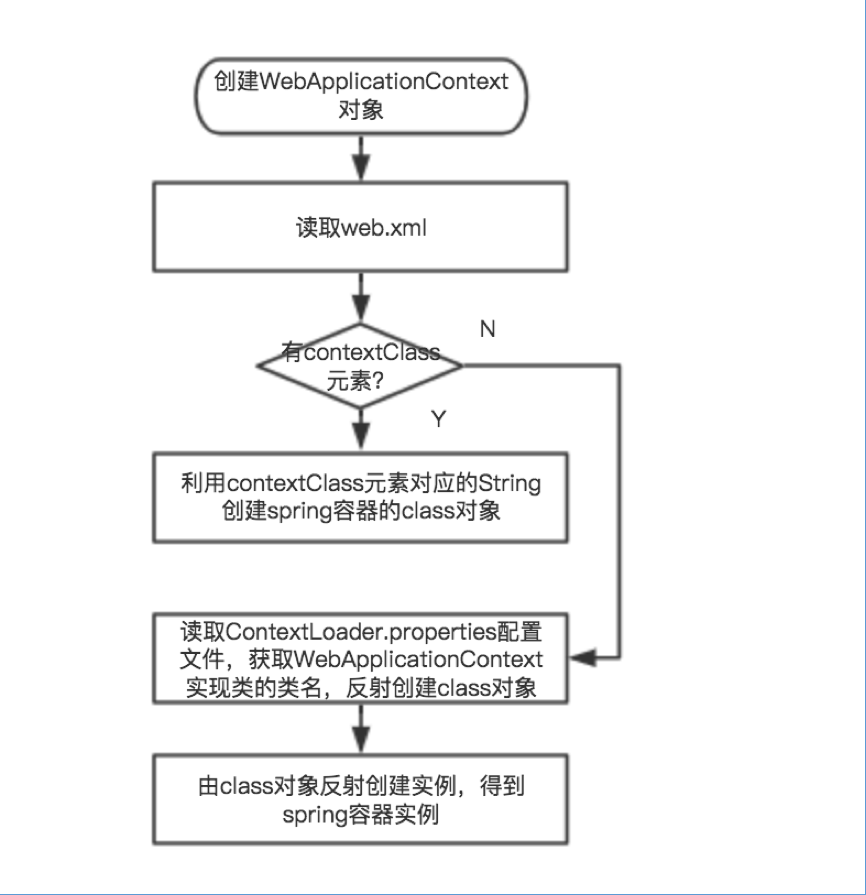 创建WebApplicationContext
对象
读取web.xml
N
有contextClass
元素?
Y
利用contextClass元素对应的String
创建spring容器的class对象
读取ContextLoader.properties配置
文件，获取WebApplicationContext
实现类的类名，反射创建class对象
由class对象反射创建实例，得到
spring容器实例